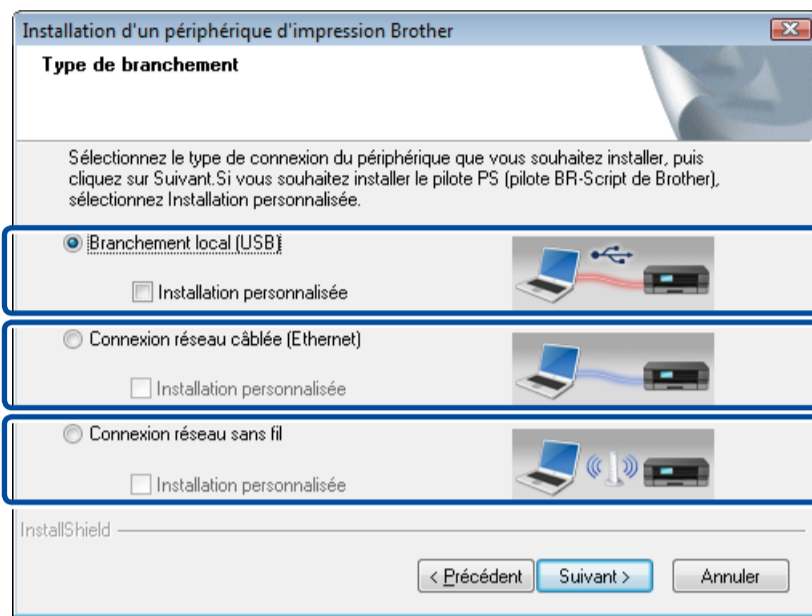 Installation d'un périphérique d'impression Brother
Type de branchement
Sélectionnez le type de connexion du périphérique que vous souhaitez installer, puis
cliquez sur Suivant.Si vous souhaitez installer le pilote PS (pilote BR-Script de Brother),
sélectionnez Installation personnalisée.
Branchement local (USB)
Installation personnalisée
Connexion réseau câblée (Ethernet)
Installation personnalisée
Connexion réseau sans fil
Installation personnalisée
InstallShield
< Précédent
Suivant >
Annuler